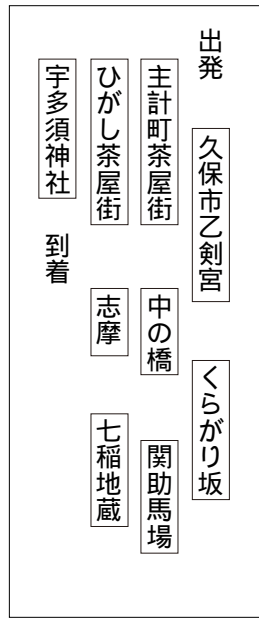 出発　久保市乙剣宮　くらがり坂
主計町茶屋街　中の橋　関助馬場
ひがし茶屋街　志摩　七稲地蔵
宇多須神社　到着